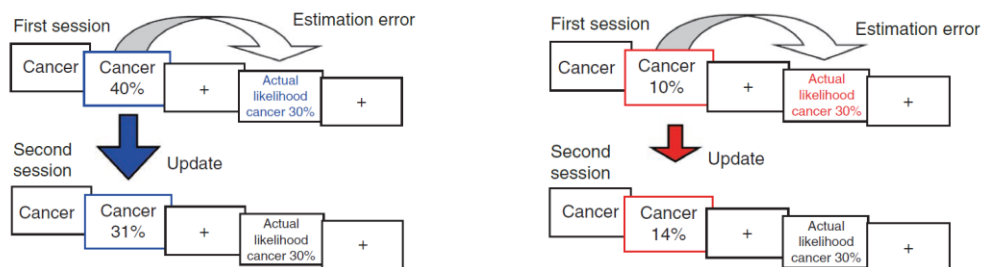 First session
Estimation error
Cancer
Cancer
40%
+
Actual
likelihood
cancer 30%
+
Update
Second
session
Cancer
Cancer
31%
+
Actual
likelihood
cancer 30%
+
First session
Estimation error
Cancer
Cancer
10%
+
Actual
likelihood
cancer 30%
+
Update
Second
session
Cancer
Cancer
14%
+
Actual
likelihood
cancer 30%
+